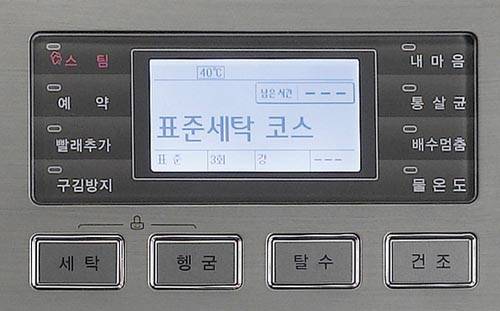 스팀
예약
빨래추가
구김방지
40℃
남은시간 ---
표준세탁 코스
표준 3회 강 ---
내마음
통살균
배수멈춤
물온도
세탁 헹굼 탈수 건조